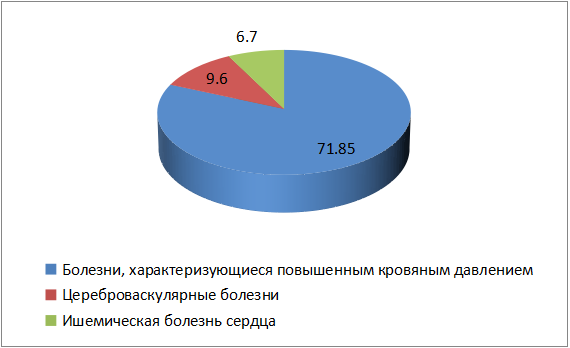 6.7
9.6
71.85
Болезни, характеризующиеся повышенным кровяным давлением
Цереброваскулярные болезни
Ишемическая болезнь сердца